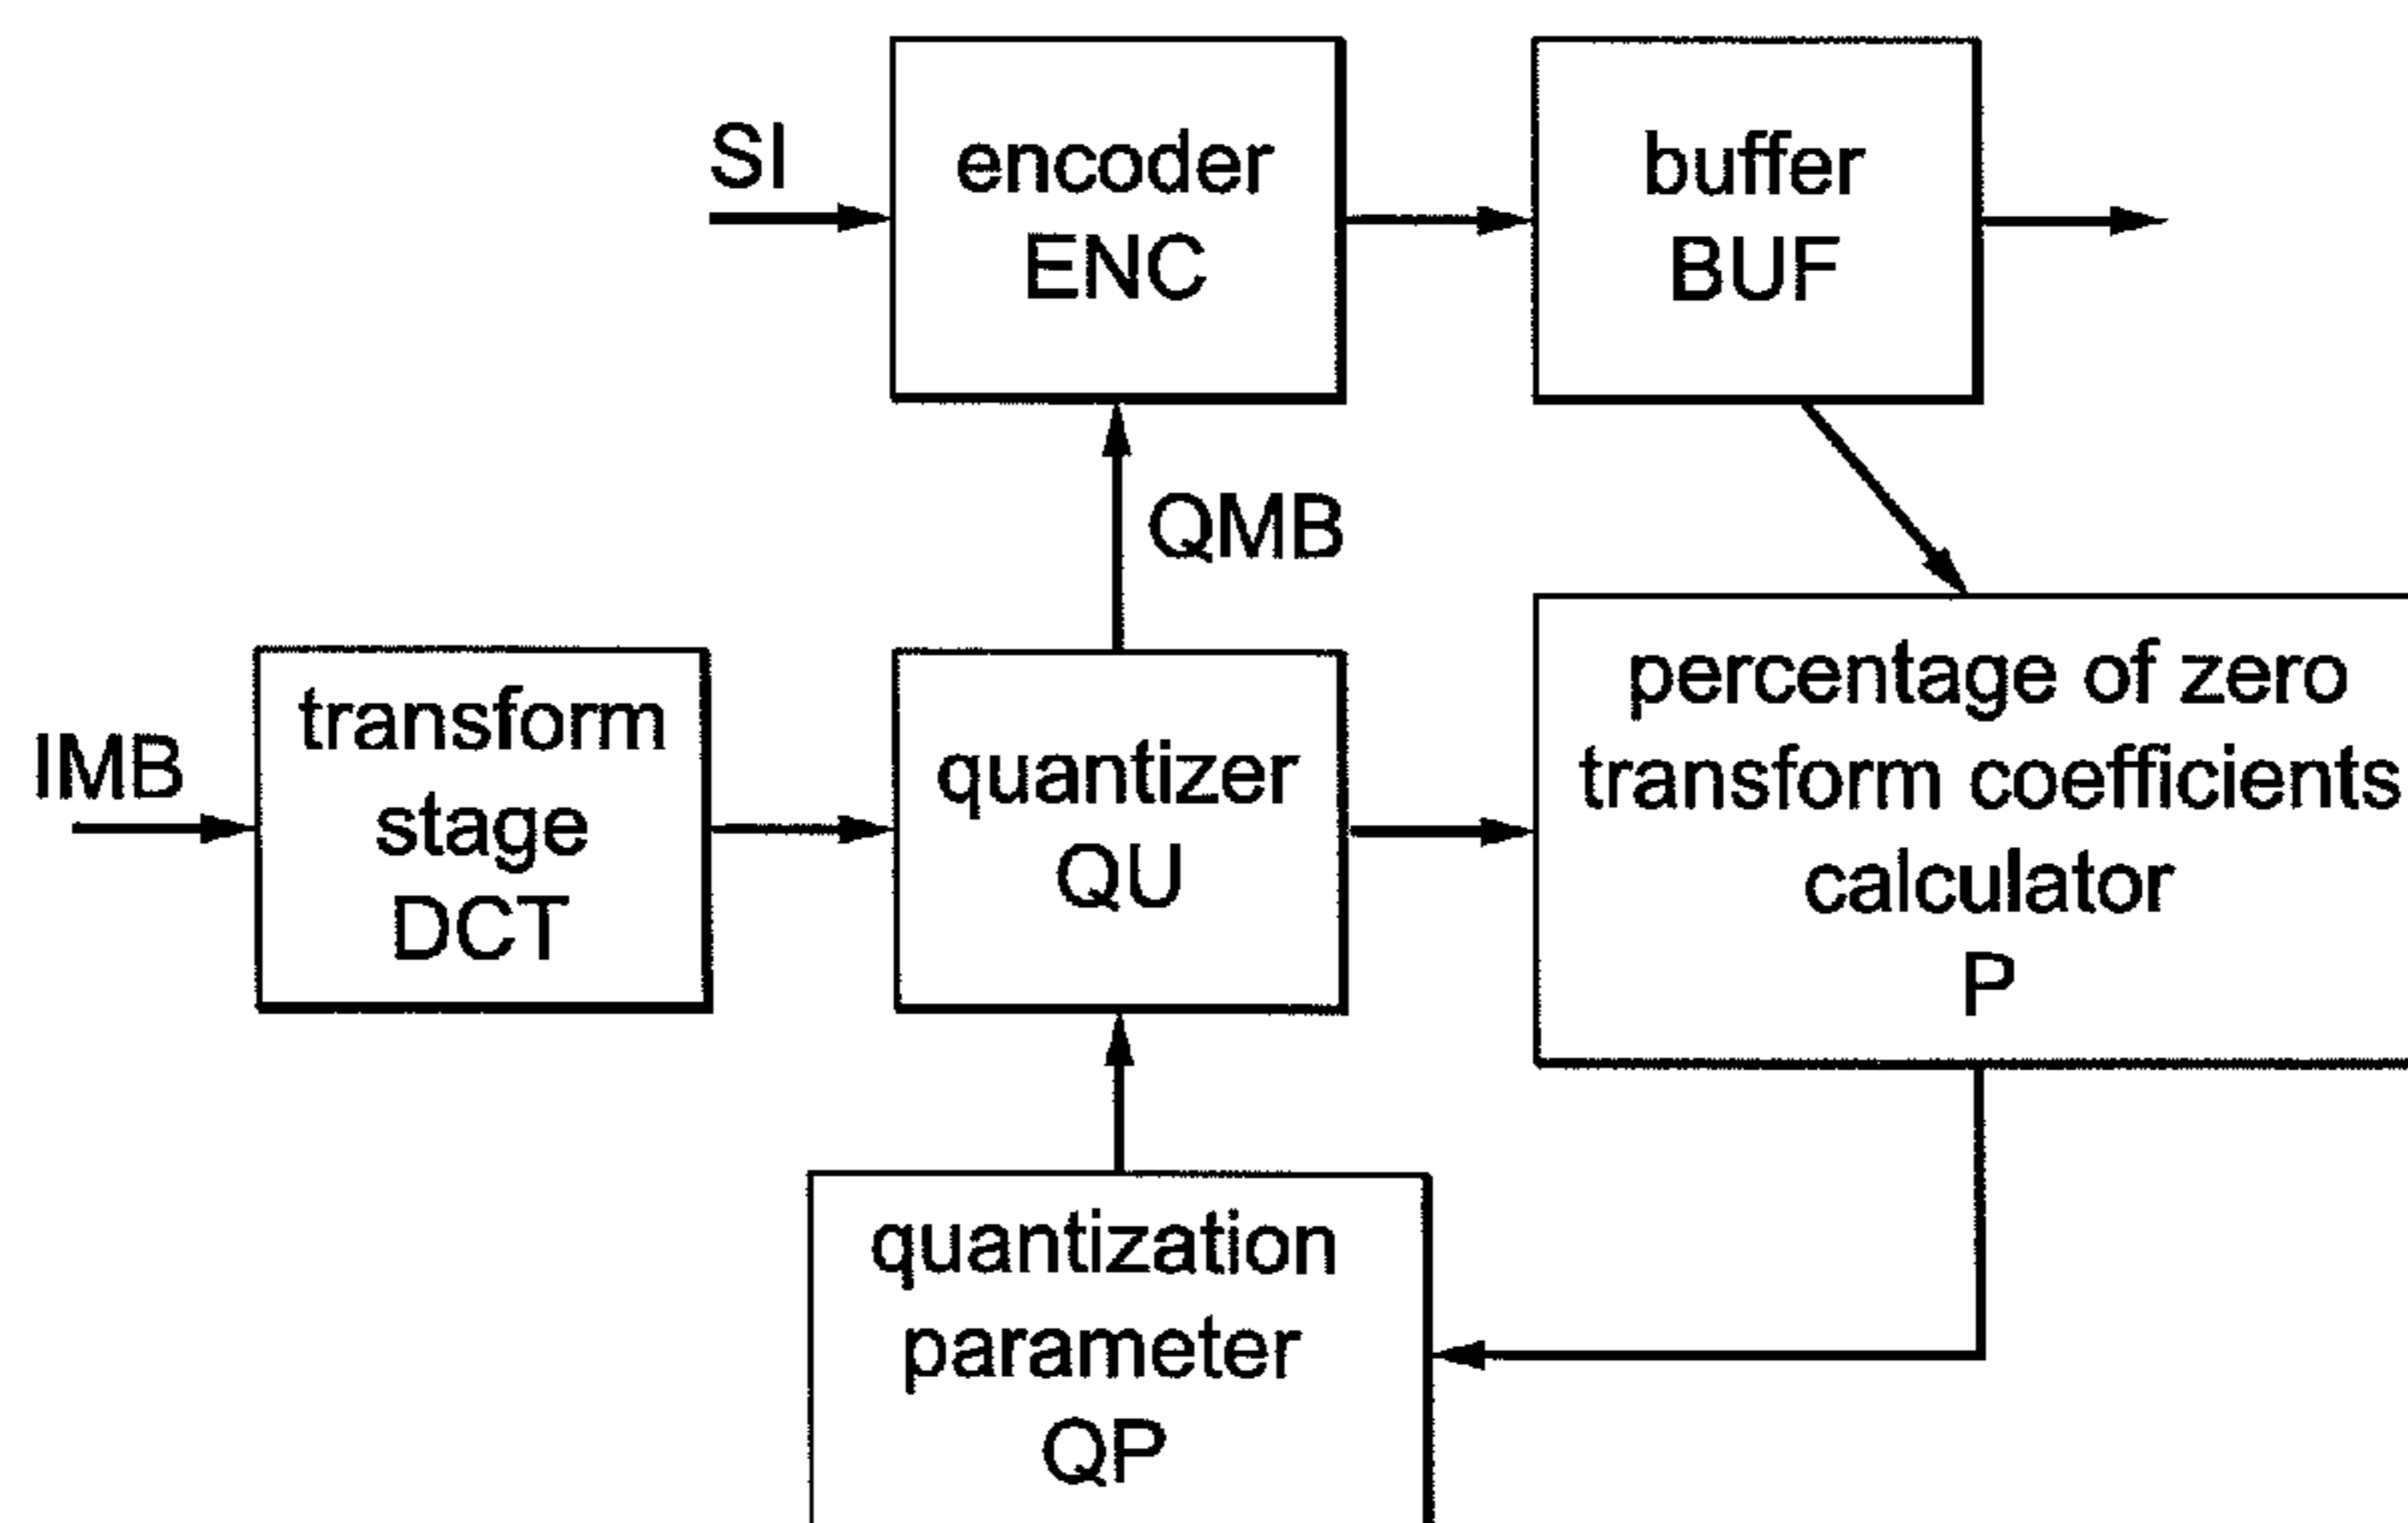 SI
encoder
ENC
buffer
BUF
QMB
IMB
transform
stage
DCT
quantizer
QU
percentage of zero
transform coefficients
calculator
P
quantization
parameter
QP